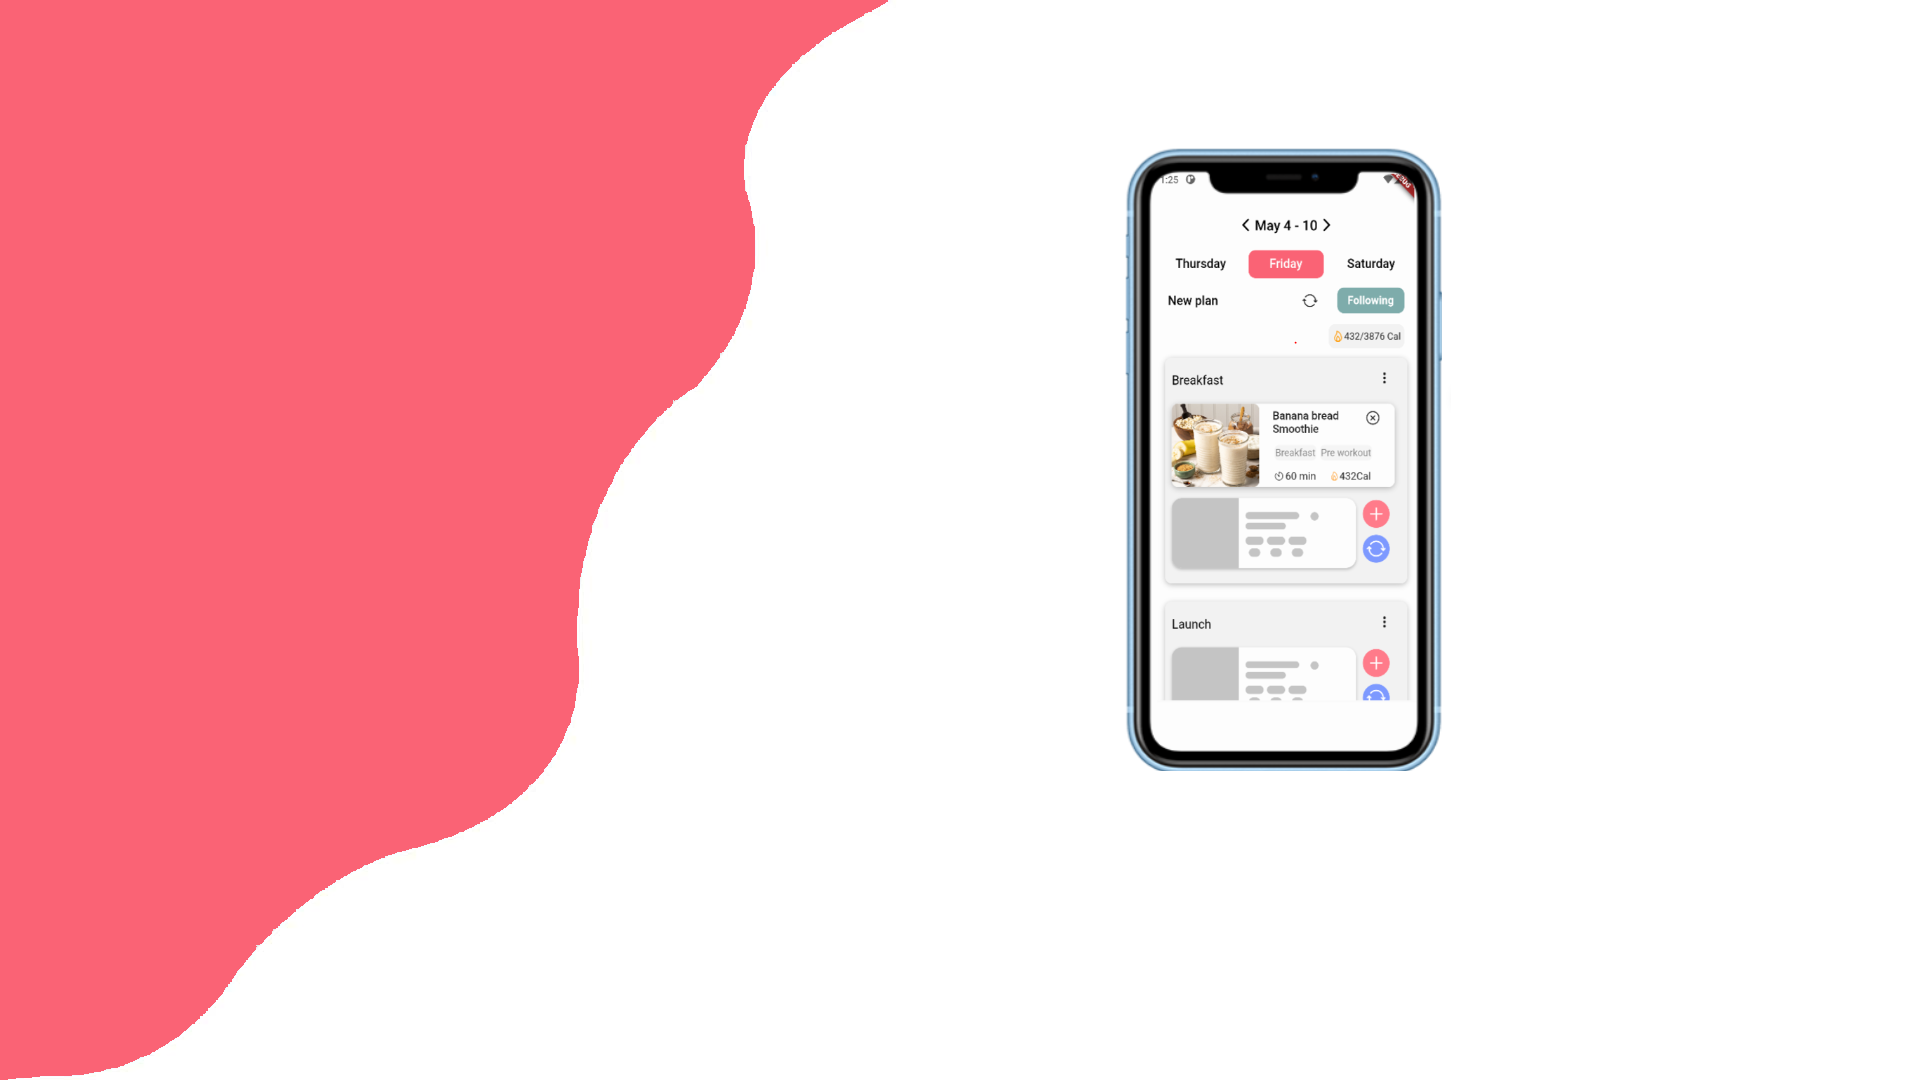 1:25
May 4 - 10
Thursday Friday Saturday
New plan Following
432/3876 Cal
Breakfast
Banana bread
Smoothie
Breakfast Pre workout
60 min 432Cal
Launch